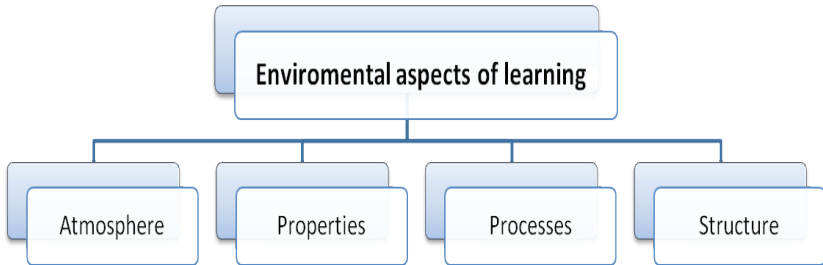 Enviromental aspects of learning
Atmosphere
Properties
Processes
Structure